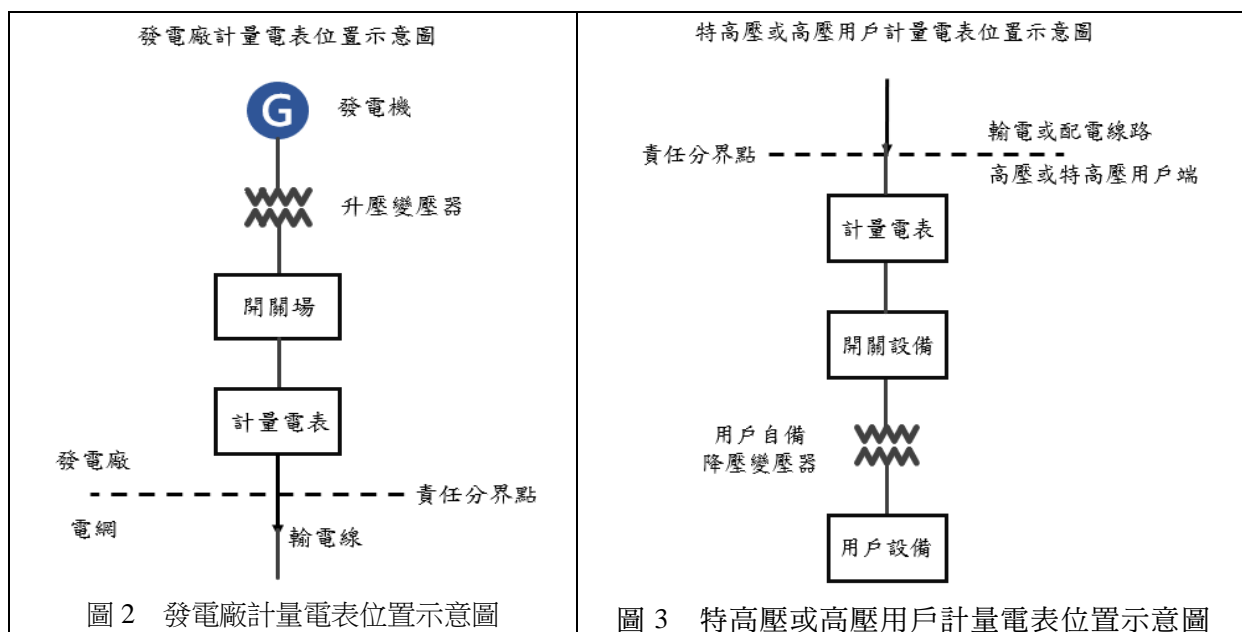 發電廠計量電表位置示意圖
G
發電機
升壓變壓器
開關場
計量電表
發電廠
責任分界點
電網
輸電線
圖 2 發電廠計量電表位置示意圖
特高壓或高壓用戶計量電表位置示意圖
輸電或配電線路
責任分界點
高壓或特高壓用戶端
計量電表
開關設備
用戶自備
降壓變壓器
用戶設備
圖 3 特高壓或高壓用戶計量電表位置示意圖